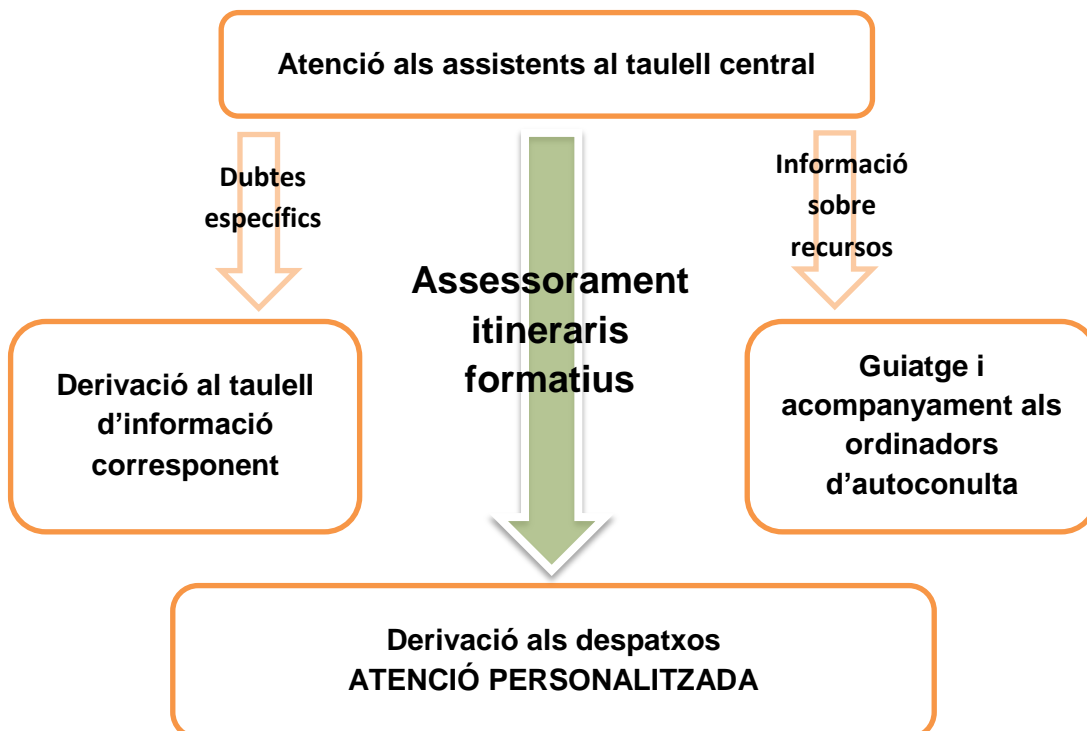 Atenció als assistents al taulell central
Dubtes
específics
Informació
sobre
recursos
Assessorament
itineraris
formatius
Derivació al taulell
d’informació
corresponent
Guiatge i
acompanyament als
ordinadors
d’autoconulta
Derivació als despatxos
ATENCIÓ PERSONALITZADA